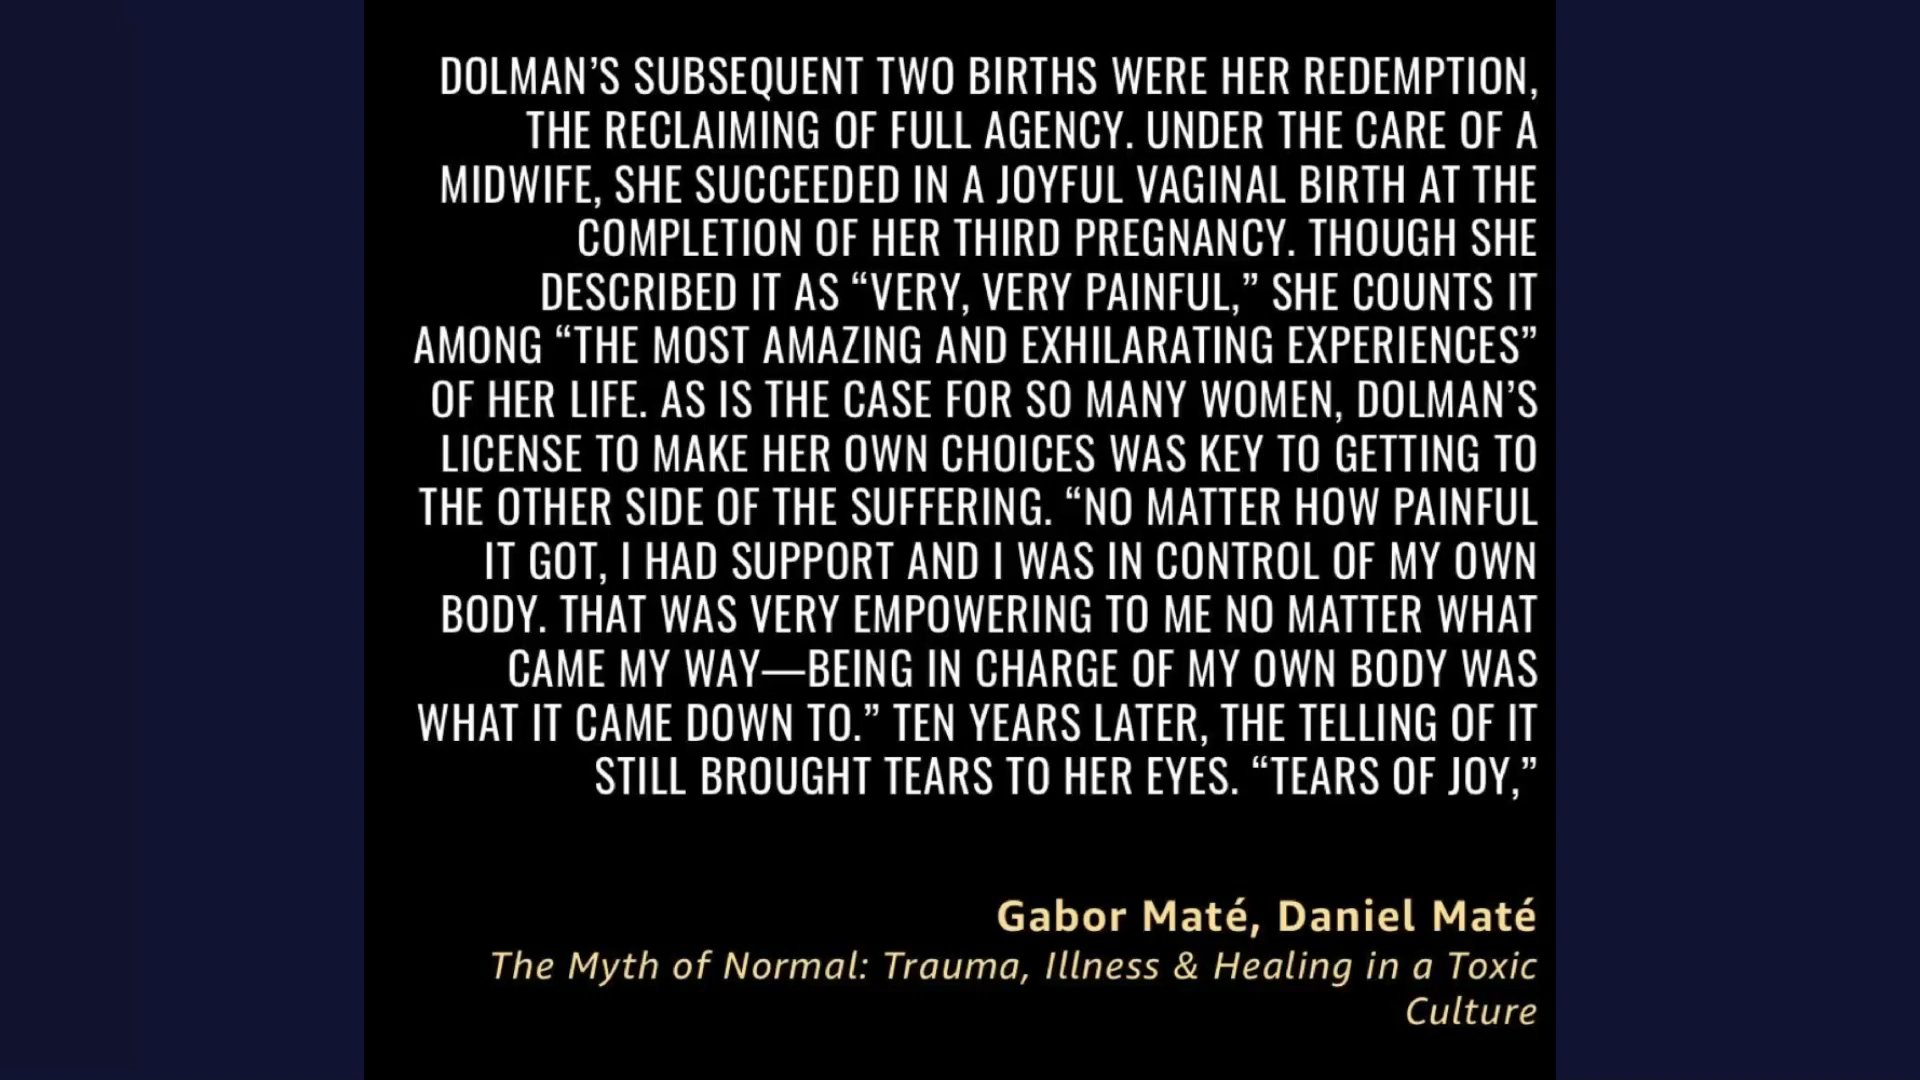 DOLMAN’S SUBSEQUENT TWO BIRTHS WERE HER REDEMPTION,
THE RECLAIMING OF FULL AGENCY. UNDER THE CARE OF A
MIDWIFE, SHE SUCCEEDED IN A JOYFUL VAGINAL BIRTH AT THE
COMPLETION OF HER THIRD PREGNANCY. THOUGH SHE
DESCRIBED IT AS “VERY, VERY PAINFUL,” SHE COUNTS IT
AMONG “THE MOST AMAZING AND EXHILARATING EXPERIENCES”
OF HER LIFE. AS IS THE CASE FOR SO MANY WOMEN, DOLMAN’S
LICENSE TO MAKE HER OWN CHOICES WAS KEY TO GETTING TO
THE OTHER SIDE OF THE SUFFERING. “NO MATTER HOW PAINFUL
IT GOT, I HAD SUPPORT AND I WAS IN CONTROL OF MY OWN
BODY. THAT WAS VERY EMPOWERING TO ME NO MATTER WHAT
CAME MY WAY—BEING IN CHARGE OF MY OWN BODY WAS
WHAT IT CAME DOWN TO.” TEN YEARS LATER, THE TELLING OF IT
STILL BROUGHT TEARS TO HER EYES. “TEARS OF JOY,”
Gabor Maté, Daniel Maté
The Myth of Normal: Trauma, Illness & Healing in a Toxic
Culture